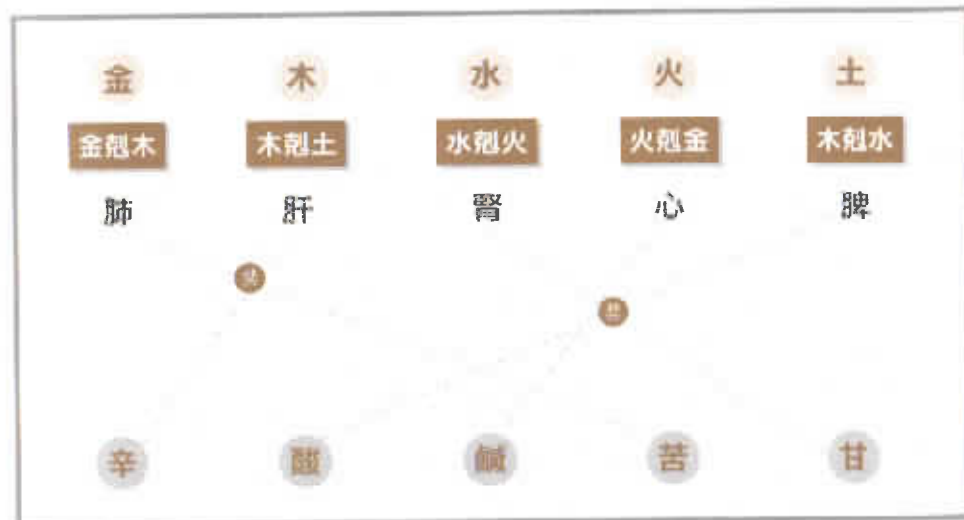 金 木 水 火 土
金剋木 木剋土 水剋火 火剋金 木剋水
肺 肝 腎 心 脾
辛 酸 鹹 苦 甘